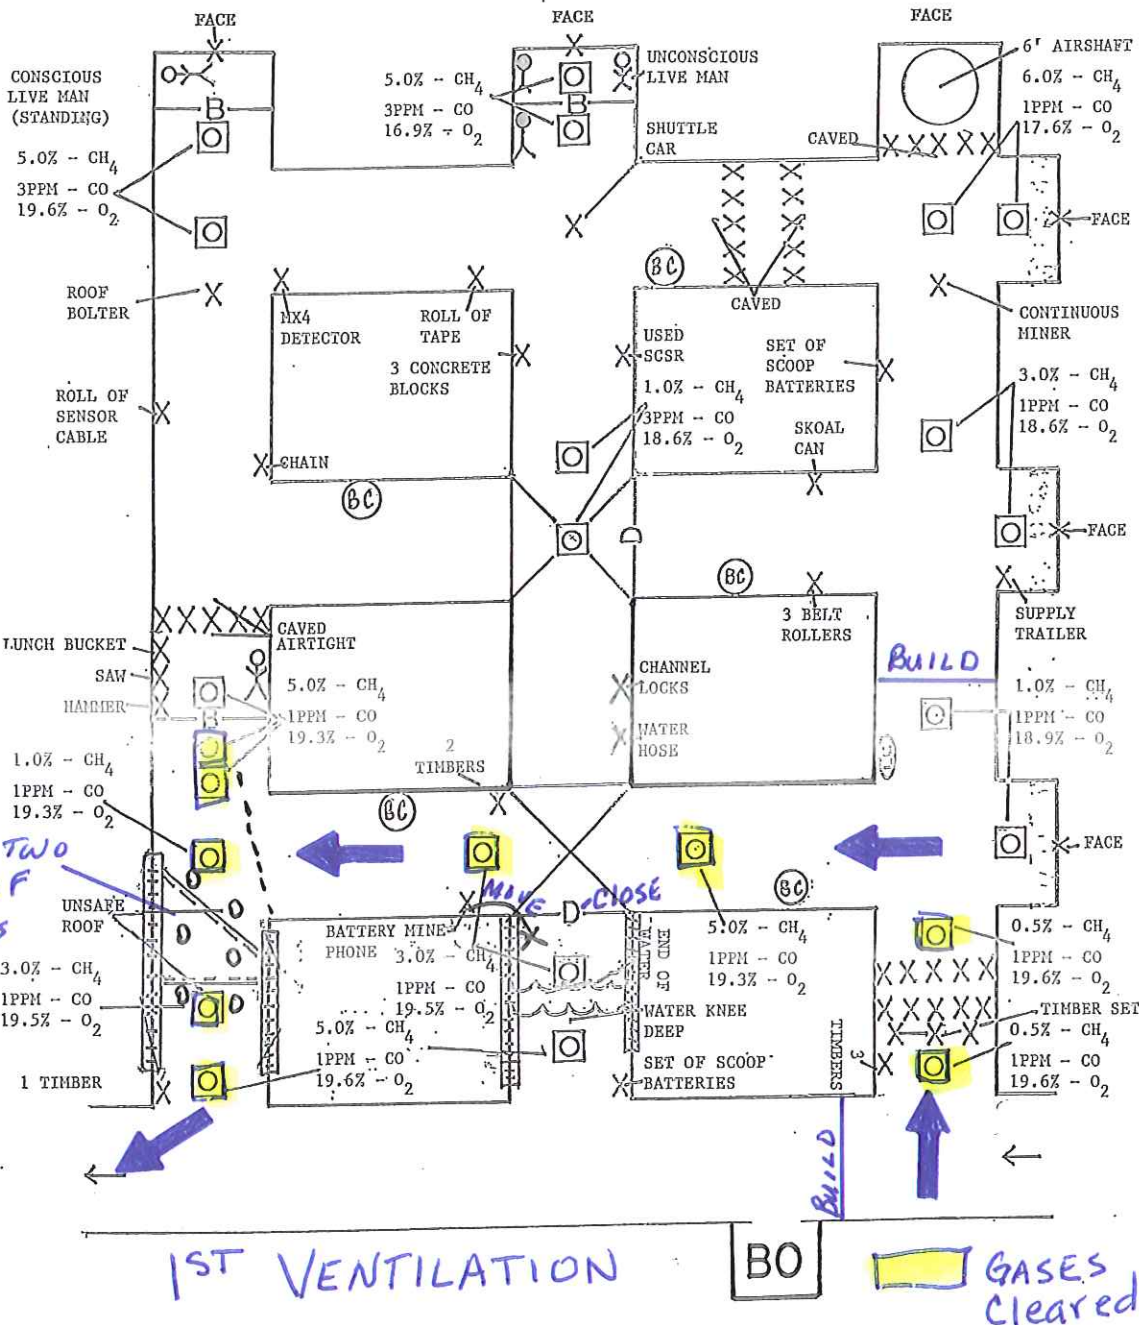 FACE
FACE
FACE
CONSCIOUS
LIVE MAN
(STANDING)
B
5.0% - CH4
3PPM - CO
19.6% - O2
5.0% - CH4
3PPM - CO
16.9% - O2
B
UNCONSCIOUS
LIVE MAN
SHUTTLE
CAR
CAVED
6' AIRSHAFT
6.0% - CH4
1PPM - CO
17.6% - O2
FACE
ROOF
BOLTER
MX4
DETECTOR
ROLL OF
TAPE
3 CONCRETE
BLOCKS
BC
CAVED
USED
SCSR
SET OF
SCOOP
BATTERIES
CONTINUOUS
MINER
1.0% - CH4
3PPM - CO
18.6% - O2
3.0% - CH4
1PPM - CO
18.6% - O2
ROLL OF
SENSOR
CABLE
CHAIN
BC
SKOAL
CAN
D
FACE
BC
3 BELT
ROLLERS
SUPPLY
TRAILER
CAVED
AIRTIGHT
LUNCH BUCKET
SAW
HAMMER
B
5.0% - CH4
1PPM - CO
19.3% - O2
CHANNEL
LOCKS
WATER
HOSE
BUILD
1.0% - CH4
1PPM - CO
18.9% - O2
2
TIMBERS
BC
1.0% - CH4
1PPM - CO
19.3% - O2
FACE
TWO
F
S
UNSAFE
ROOF
MOVE
CLOSE
D
BC
BATTERY MINE
PHONE
3.0% - CH4
1PPM - CO
19.5% - O2
END OF
WATER
5.0% - CH4
1PPM - CO
19.3% - O2
0.5% - CH4
1PPM - CO
19.6% - O2
3.0% - CH4
1PPM - CO
19.5% - O2
WATER KNEE
DEEP
TIMBER SET
5.0% - CH4
1PPM - CO
19.6% - O2
0.5% - CH4
1PPM - CO
19.6% - O2
1 TIMBER
SET OF SCOOP
BATTERIES
3
TIMBERS
BUILD
1ST VENTILATION
BO
GASES
Cleared